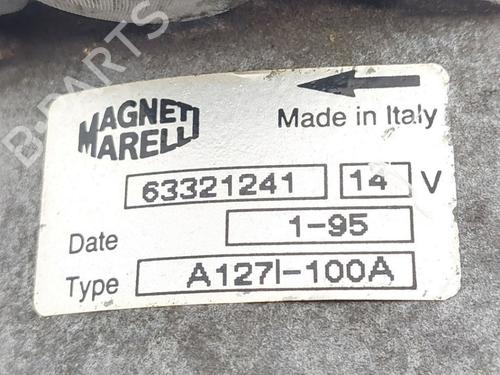 MAGNETI
MARELLI
Made in Italy
63321241 14 V
Date 1-95
Type A127I-100A
B-PARTS